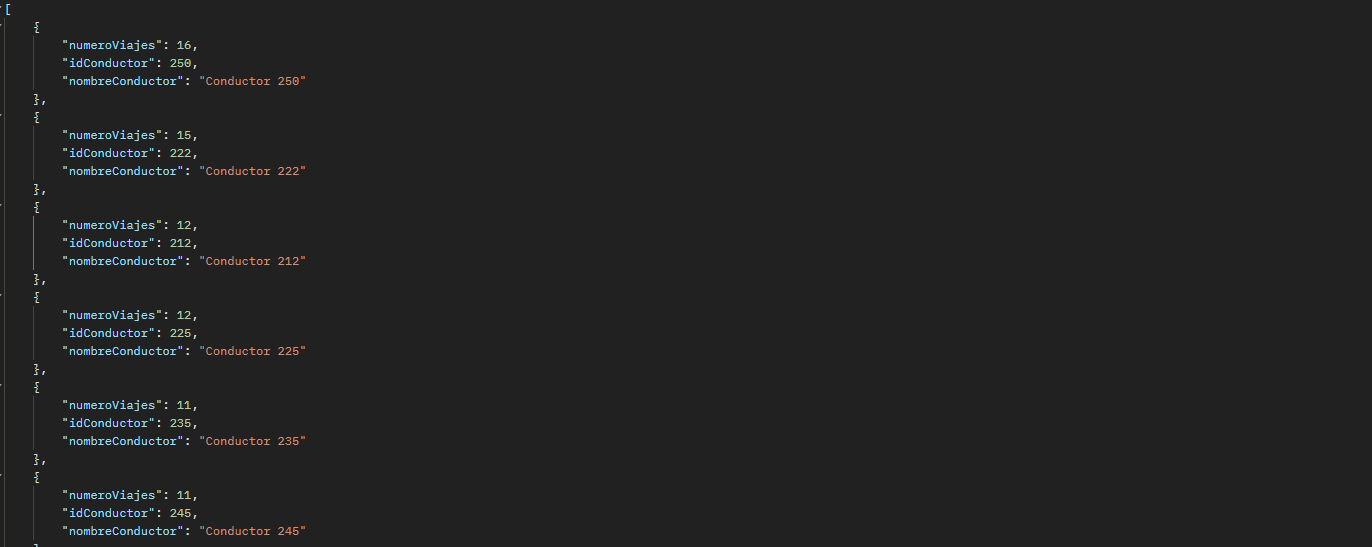 [
{
"numeroViajes": 16,
"idConductor": 250,
"nombreConductor": "Conductor 250"
},
{
"numeroViajes": 15,
"idConductor": 222,
"nombreConductor": "Conductor 222"
},
{
"numeroViajes": 12,
"idConductor": 212,
"nombreConductor": "Conductor 212"
},
{
"numeroViajes": 12,
"idConductor": 225,
"nombreConductor": "Conductor 225"
},
{
"numeroViajes": 11,
"idConductor": 235,
"nombreConductor": "Conductor 235"
},
{
"numeroViajes": 11,
"idConductor": 245,
"nombreConductor": "Conductor 245"